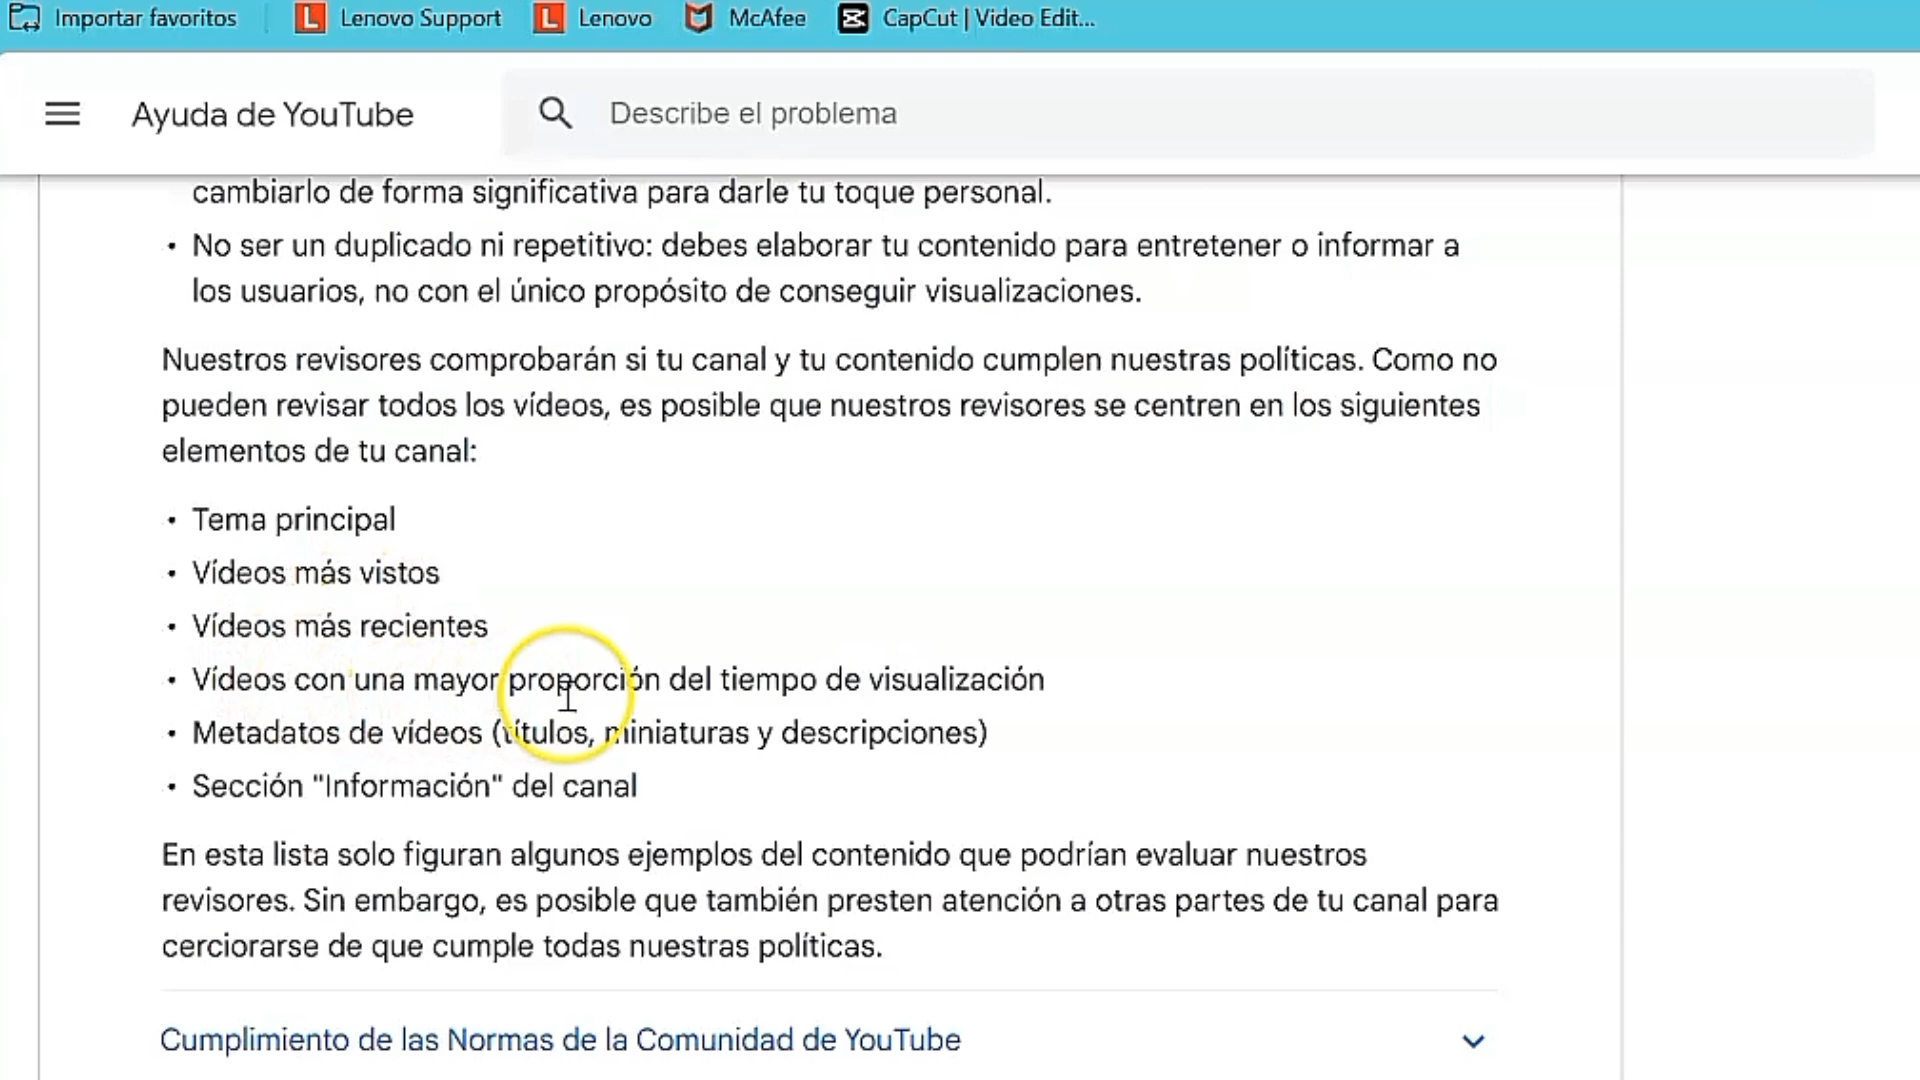 Importar favoritos
Lenovo Support
Lenovo
McAfee
CapCut | Video Edit...
Ayuda de YouTube
Describe el problema
cambiarlo de forma significativa para darle tu toque personal.
• No ser un duplicado ni repetitivo: debes elaborar tu contenido para entretener o informar a
los usuarios, no con el único propósito de conseguir visualizaciones.
Nuestros revisores comprobarán si tu canal y tu contenido cumplen nuestras políticas. Como no
pueden revisar todos los vídeos, es posible que nuestros revisores se centren en los siguientes
elementos de tu canal:
• Tema principal
• Vídeos más vistos
• Vídeos más recientes
• Vídeos con una mayor proporción del tiempo de visualización
• Metadatos de vídeos (títulos, miniaturas y descripciones)
• Sección "Información" del canal
En esta lista solo figuran algunos ejemplos del contenido que podrían evaluar nuestros
revisores. Sin embargo, es posible que también presten atención a otras partes de tu canal para
cerciorarse de que cumple todas nuestras políticas.
Cumplimiento de las Normas de la Comunidad de YouTube